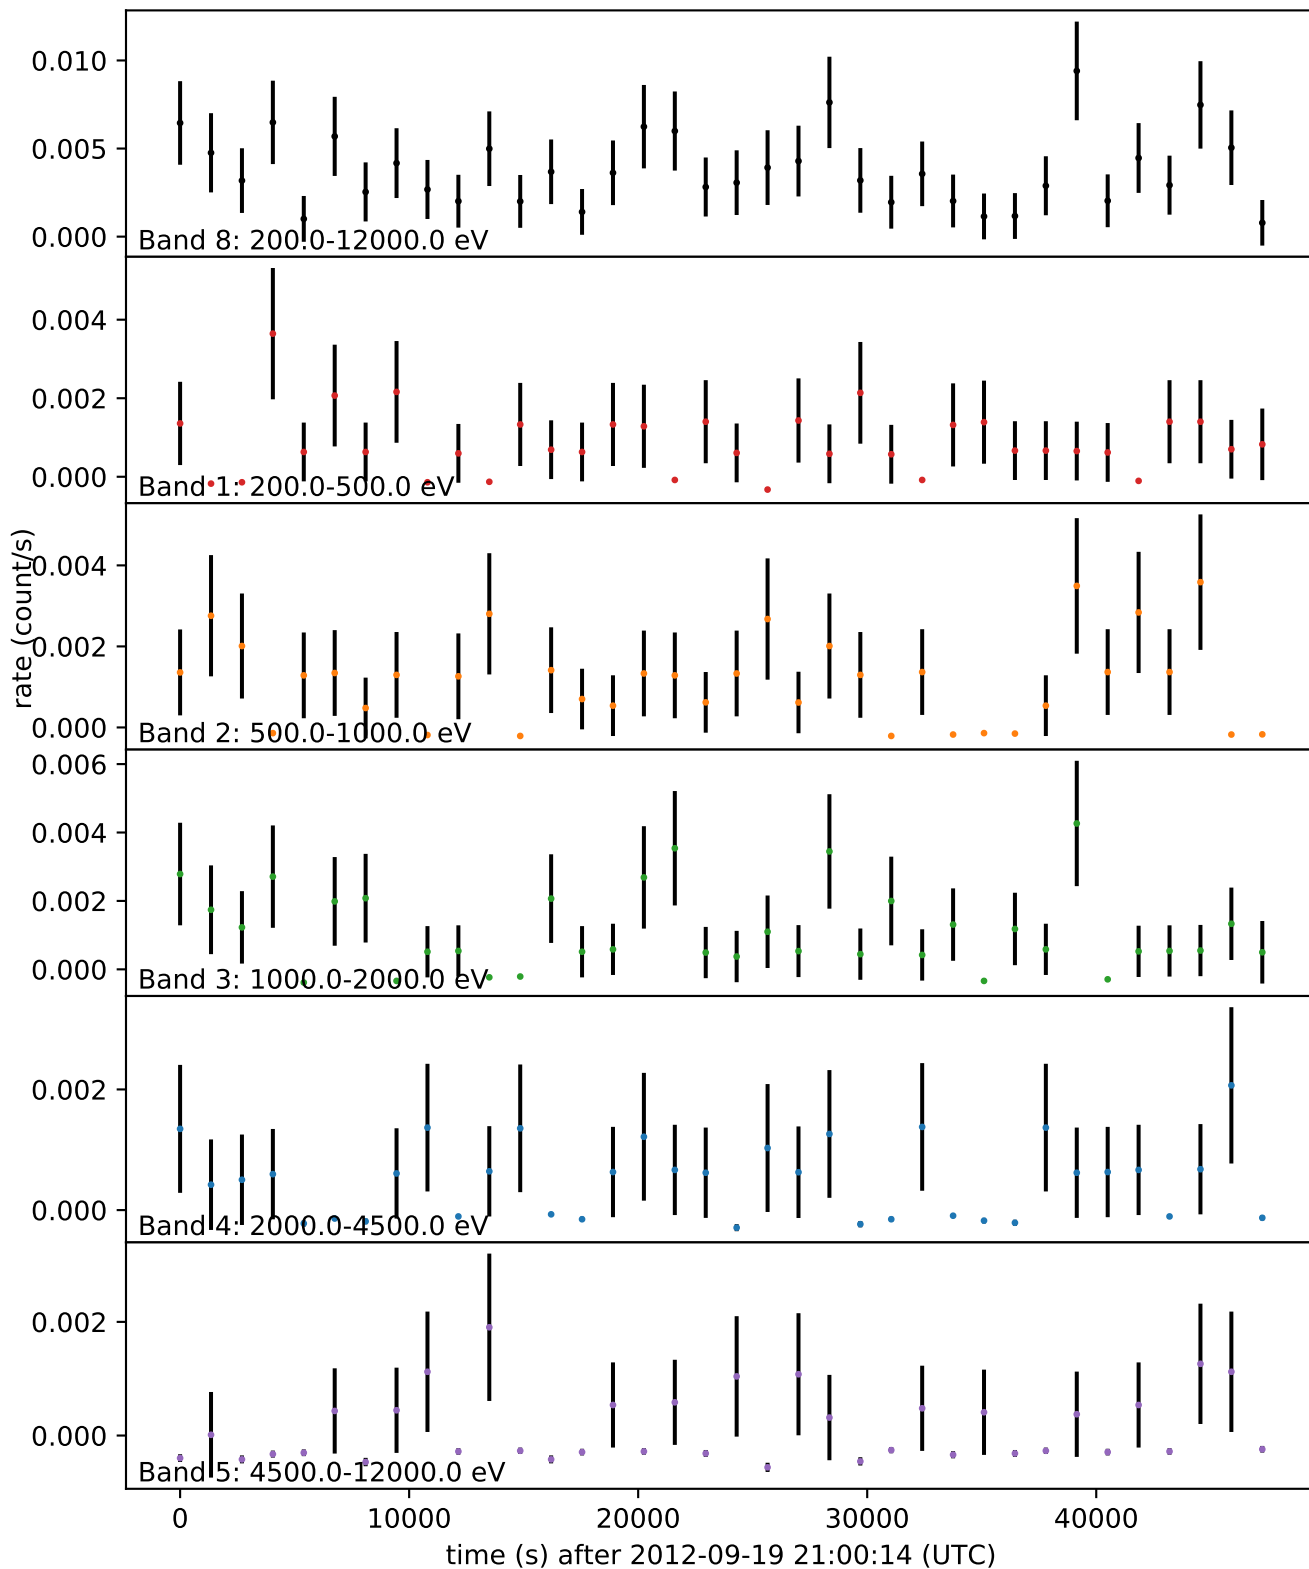 0.010
0.005
0.000
Band 8: 200.0-12000.0 eV
0.004
0.002
0.000
Band 1: 200.0-500.0 eV
rate (count/s)
0.004
0.002
0.000
Band 2: 500.0-1000.0 eV
0.006
0.004
0.002
0.000
Band 3: 1000.0-2000.0 eV
0.002
0.000
Band 4: 2000.0-4500.0 eV
0.002
0.000
Band 5: 4500.0-12000.0 eV
0 10000 20000 30000 40000
time (s) after 2012-09-19 21:00:14 (UTC)